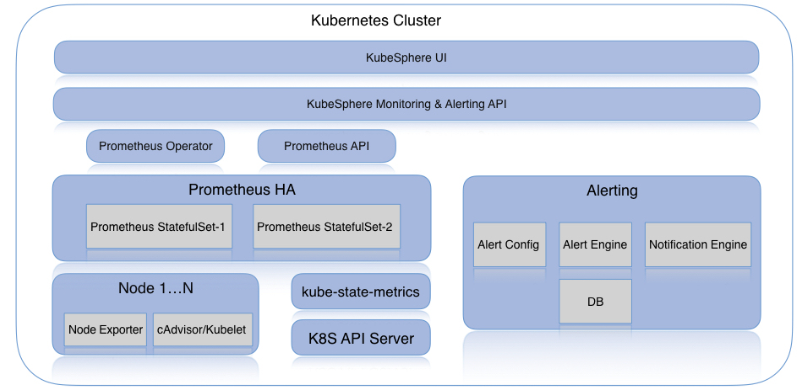 Kubernetes Cluster
KubeSphere UI
KubeSphere Monitoring & Alerting API
Prometheus Operator
Prometheus API
Prometheus HA
Prometheus StatefulSet-1
Prometheus StatefulSet-2
Alerting
Alert Config
Alert Engine
Notification Engine
DB
Node 1…N
Node Exporter
cAdvisor/Kubelet
kube-state-metrics
K8S API Server